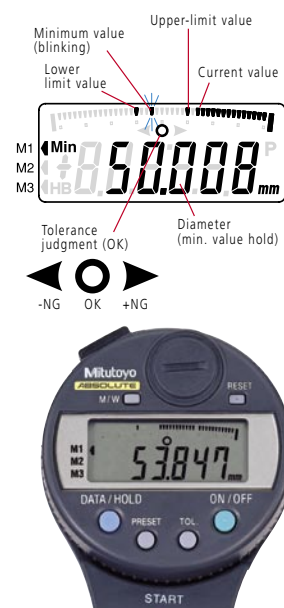 Upper-limit value
Minimum value
(blinking)
Lower
limit value
Current value
M1 Min P
M2
M3 HB 50.008 mm
Tolerance
judgment (OK)
Diameter
(min. value hold)
-NG OK +NG
Mitutoyo
ABSOLUTE
M/W RESET
M1
M2
M3
53.847 mm
DATA/HOLD ON/OFF
PRESET TOL.
START